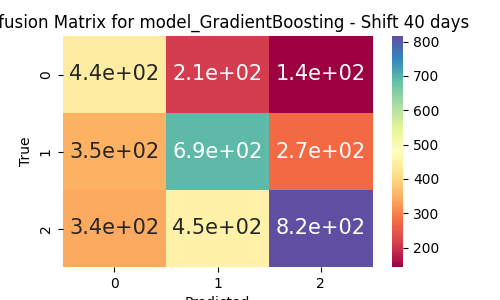 fusion Matrix for model_GradientBoosting - Shift 40 days
0 4.4e+02 2.1e+02 1.4e+02
1 3.5e+02 6.9e+02 2.7e+02
2 3.4e+02 4.5e+02 8.2e+02
True
0 1 2
Predicted
800
700
600
500
400
300
200